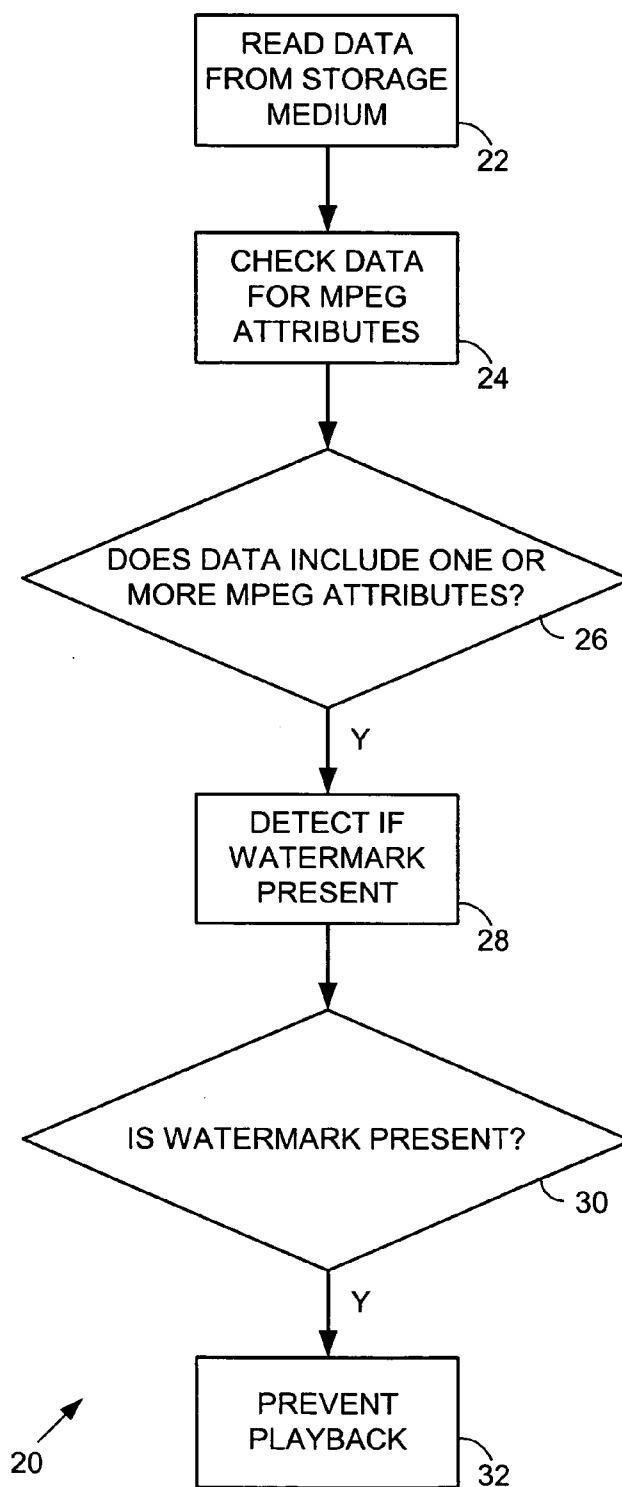 READ DATA
FROM STORAGE
MEDIUM
22
CHECK DATA
FOR MPEG
ATTRIBUTES
24
DOES DATA INCLUDE ONE OR
MORE MPEG ATTRIBUTES?
26
Y
DETECT IF
WATERMARK
PRESENT
28
IS WATERMARK PRESENT?
30
Y
PREVENT
PLAYBACK
32
20